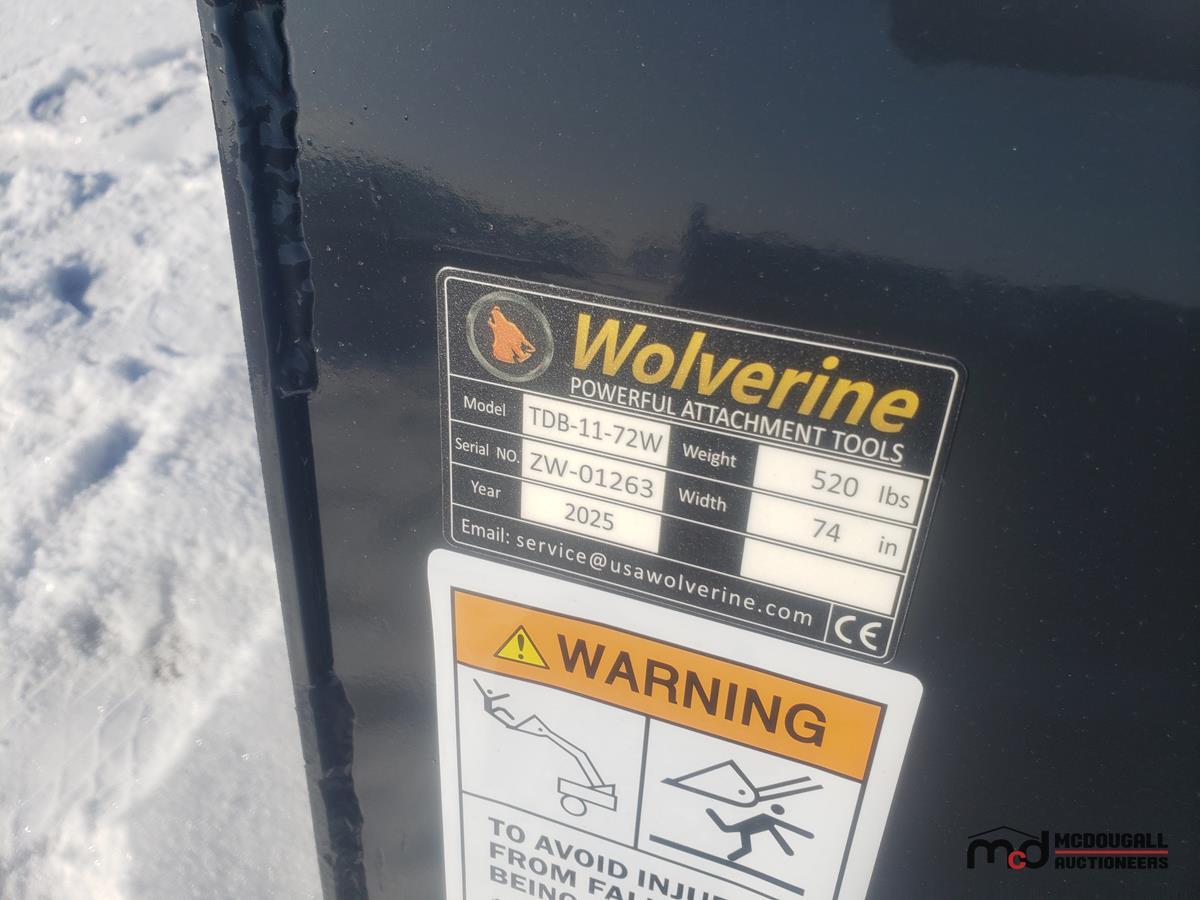 Wolverine
POWERFUL ATTACHMENT TOOLS
Model TDB-11-72W Weight 520 lbs
Serial NO. ZW-01263 Width 74 in
Year 2025
Email: service@usawolverine.com CE
WARNING
TO AVOID INJU
FROM FAL
BEING
mcd MCDOUGALL
AUCTIONEERS